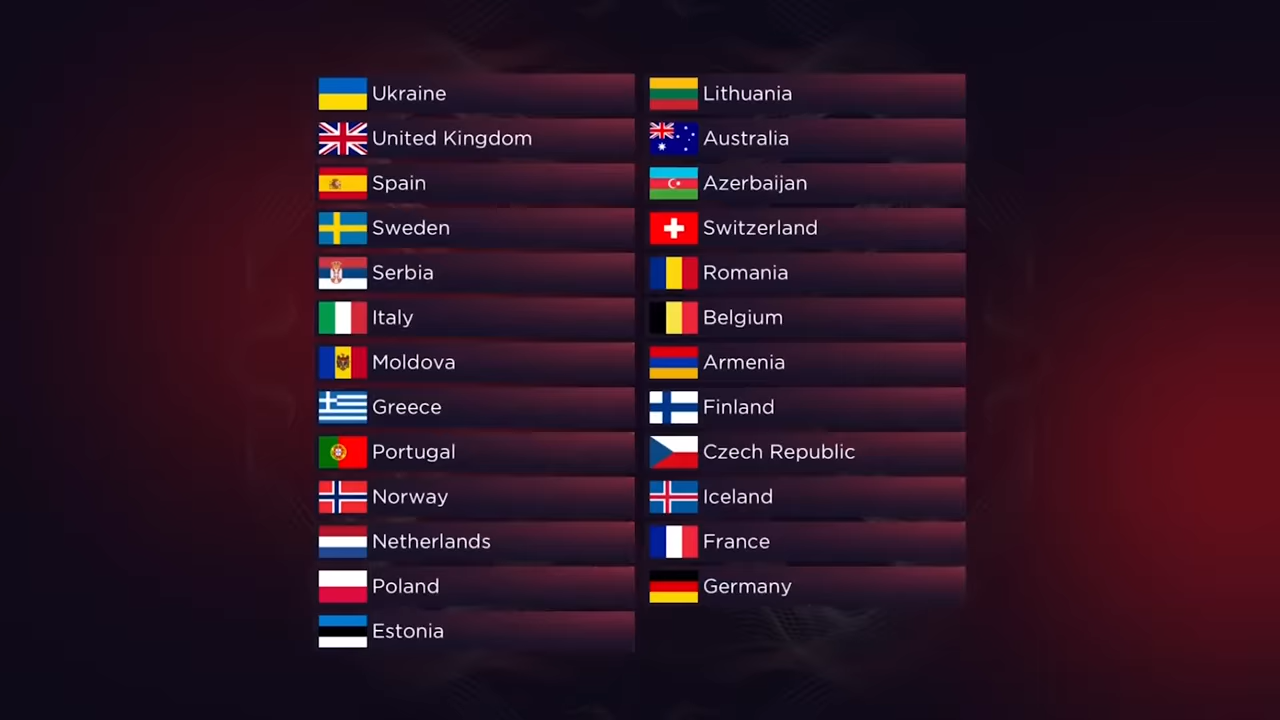 Ukraine
United Kingdom
Spain
Sweden
Serbia
Italy
Moldova
Greece
Portugal
Norway
Netherlands
Poland
Estonia
Lithuania
Australia
Azerbaijan
Switzerland
Romania
Belgium
Armenia
Finland
Czech Republic
Iceland
France
Germany